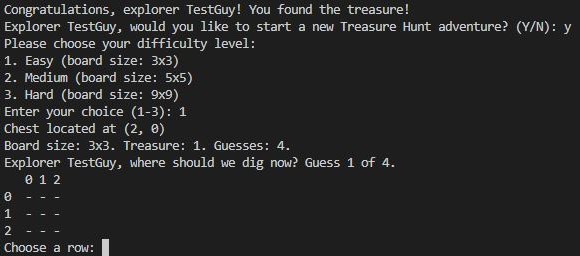 Congratulations, explorer TestGuy! You found the treasure!
Explorer TestGuy, would you like to start a new Treasure Hunt adventure? (Y/N): y
Please choose your difficulty level:
1. Easy (board size: 3x3)
2. Medium (board size: 5x5)
3. Hard (board size: 9x9)
Enter your choice (1-3): 1
Chest located at (2, 0)
Board size: 3x3. Treasure: 1. Guesses: 4.
Explorer TestGuy, where should we dig now? Guess 1 of 4.
   0 1 2
0  - - -
1  - - -
2  - - -
Choose a row: